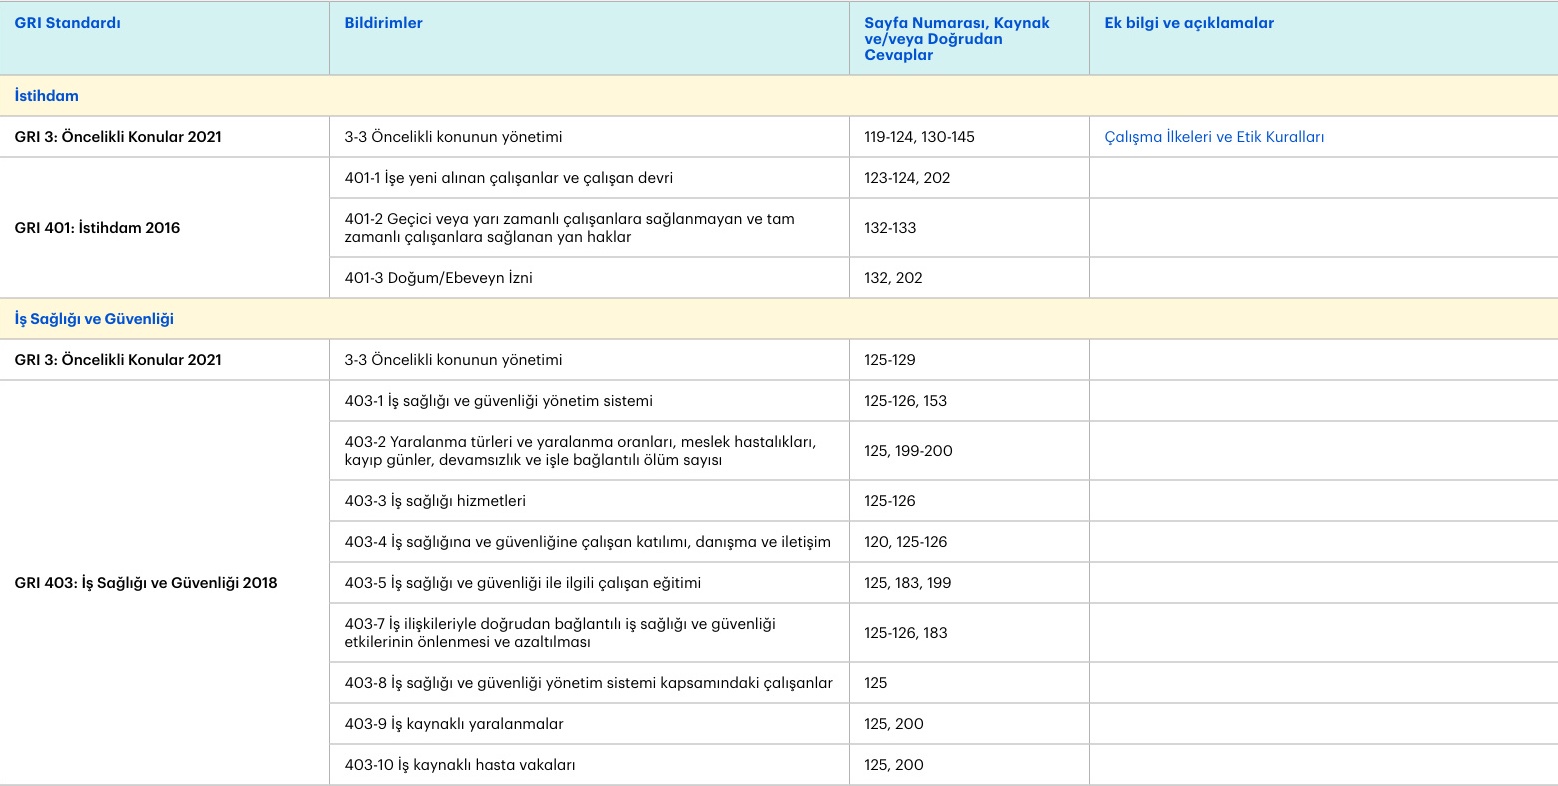 GRI Standardı
Bildirimler
Sayfa Numarası, Kaynak
ve/veya Doğrudan
Cevaplar
Ek bilgi ve açıklamalar
İstihdam
GRI 3: Öncelikli Konular 2021
3-3 Öncelikli konunun yönetimi
119-124, 130-145
Çalışma İlkeleri ve Etik Kuralları
GRI 401: İstihdam 2016
401-1 İşe yeni alınan çalışanlar ve çalışan devri
123-124, 202
401-2 Geçici veya yarı zamanlı çalışanlara sağlanmayan ve tam
zamanlı çalışanlara sağlanan yan haklar
132-133
401-3 Doğum/Ebeveyn İzni
132, 202
İş Sağlığı ve Güvenliği
GRI 3: Öncelikli Konular 2021
3-3 Öncelikli konunun yönetimi
125-129
GRI 403: İş Sağlığı ve Güvenliği 2018
403-1 İş sağlığı ve güvenliği yönetim sistemi
125-126, 153
403-2 Yaralanma türleri ve yaralanma oranları, meslek hastalıkları,
kayıp günler, devamsızlık ve işle bağlantılı ölüm sayısı
125, 199-200
403-3 İş sağlığı hizmetleri
125-126
403-4 İş sağlığına ve güvenliğine çalışan katılımı, danışma ve iletişim
120, 125-126
403-5 İş sağlığı ve güvenliği ile ilgili çalışan eğitimi
125, 183, 199
403-7 İş ilişkileriyle doğrudan bağlantılı iş sağlığı ve güvenliği
etkilerinin önlenmesi ve azaltılması
125-126, 183
403-8 İş sağlığı ve güvenliği yönetim sistemi kapsamındaki çalışanlar
125
403-9 İş kaynaklı yaralanmalar
125, 200
403-10 İş kaynaklı hasta vakaları
125, 200